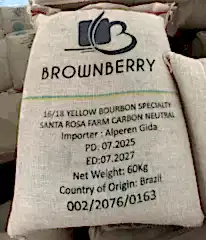 BROWNBERRY
16/18 YELLOW BOURBON SPECIALTY
SANTA ROSA FARM CARBON NEUTRAL
Importer : Alperen Gida
PD: 07.2025
ED:07.2027
Net Weight: 60Kg
Country of Origin: Brazil
002/2076/0163